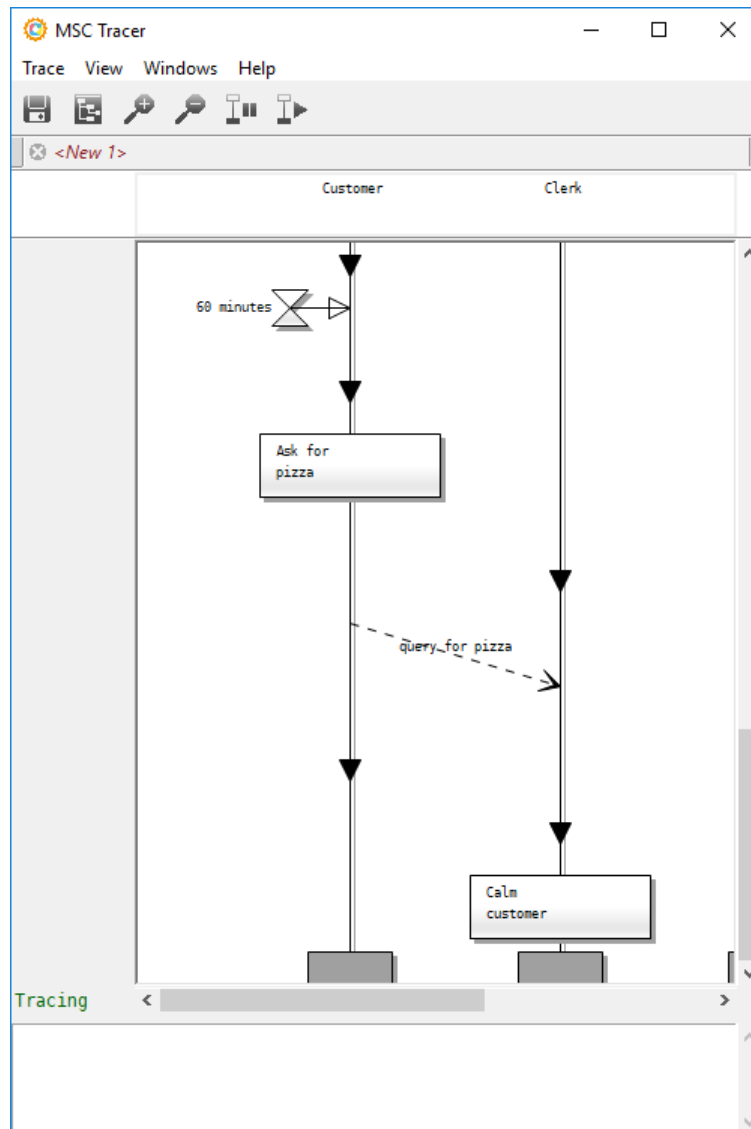 MSC Tracer
Trace View Windows Help
<New 1>
Customer Clerk
60 minutes
Ask for
pizza
query for pizza
Calm
customer
Tracing